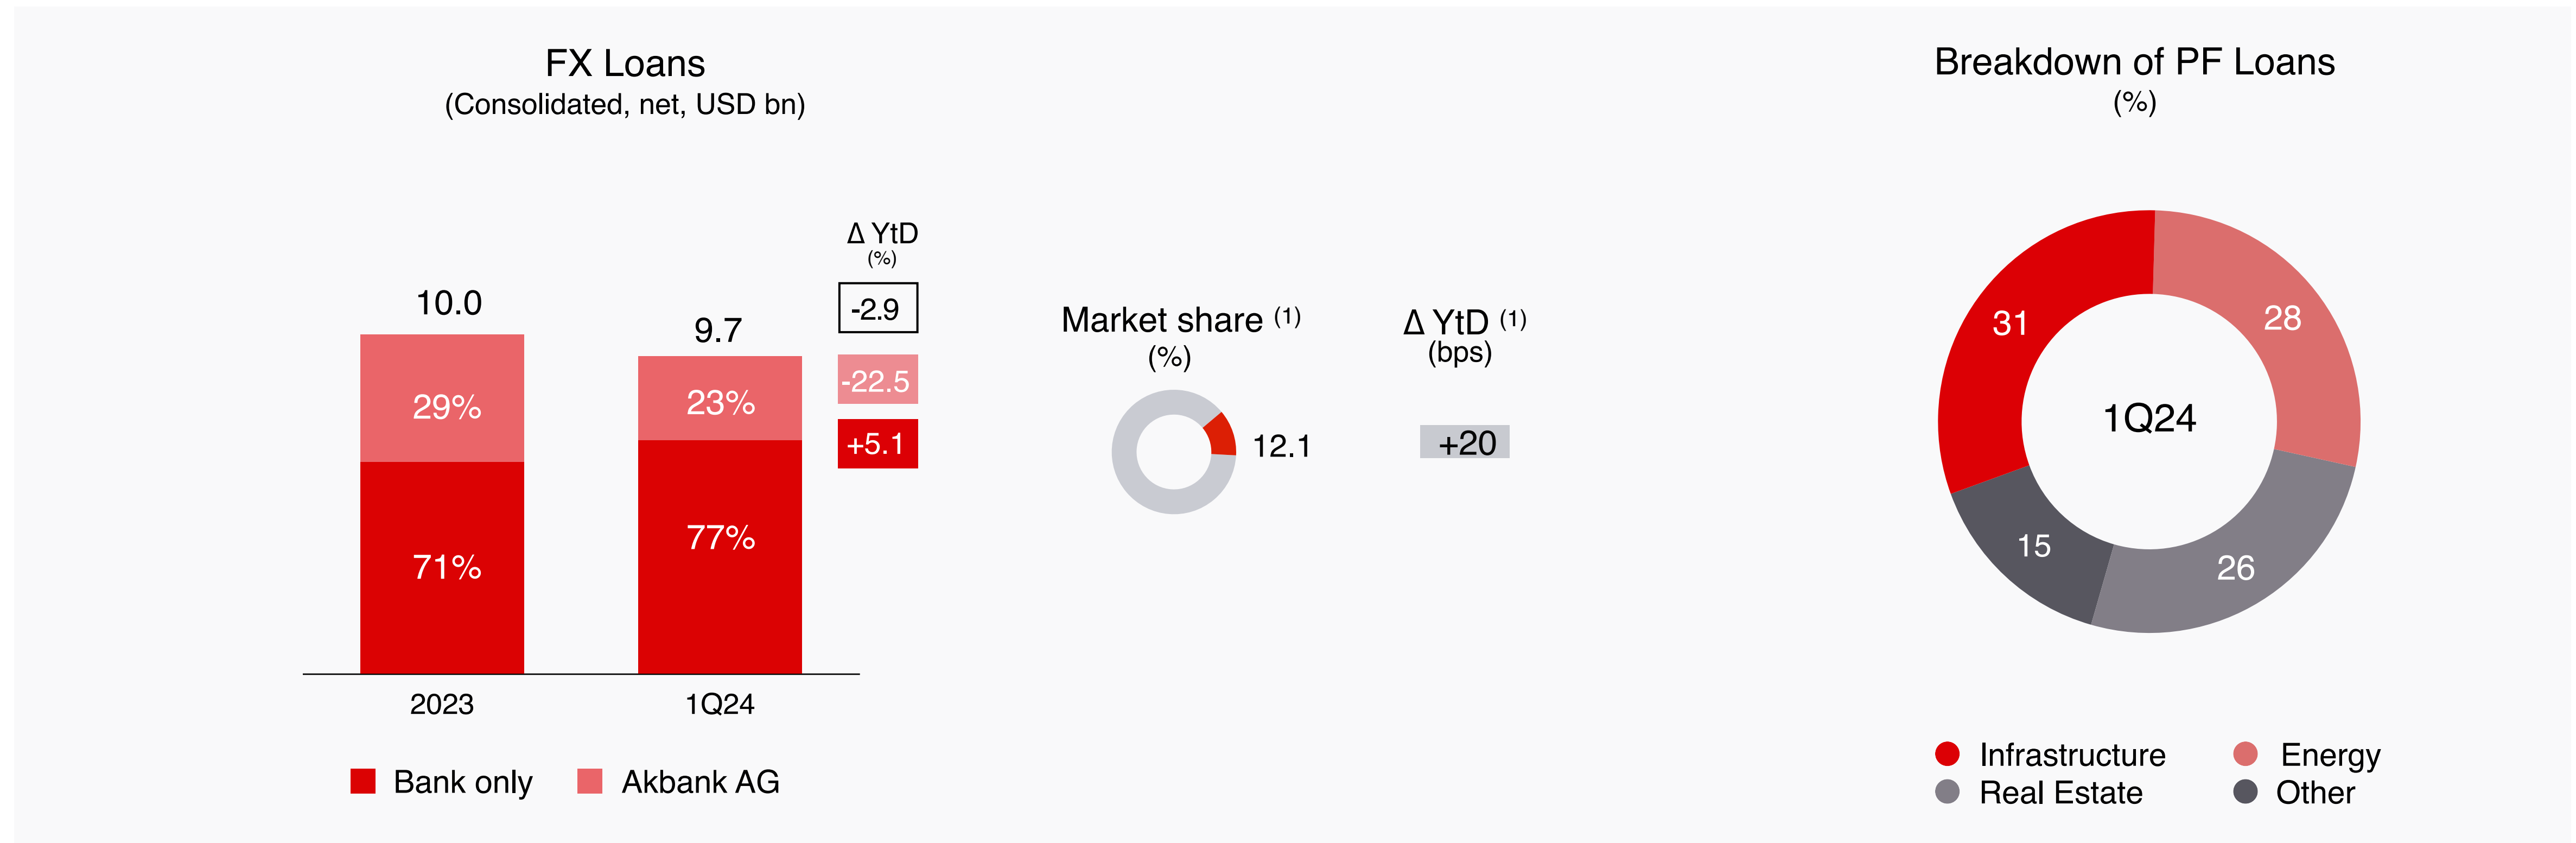 FX Loans
(Consolidated, net, USD bn)
Δ YtD
(%)
10.0
9.7
-2.9
29%
23%
-22.5
71%
77%
+5.1
2023
1Q24
Bank only
Akbank AG
Market share (1)
(%)
12.1
Δ YtD (1)
(bps)
+20
Breakdown of PF Loans
(%)
31
28
1Q24
15
26
Infrastructure
Energy
Real Estate
Other